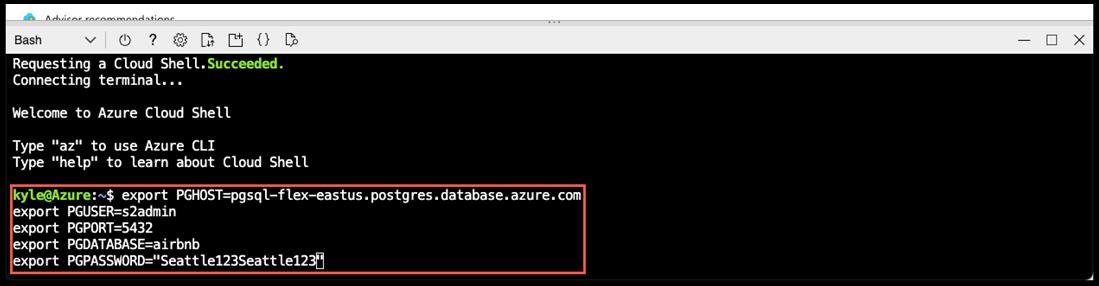 Advisor recommendations
Bash
Requesting a Cloud Shell.Succeeded.
Connecting terminal...
Welcome to Azure Cloud Shell
Type "az" to use Azure CLI
Type "help" to learn about Cloud Shell
kyle@Azure:~$ export PGHOST=pgsql-flex-eastus.postgres.database.azure.com
export PGUSER=s2admin
export PGPORT=5432
export PGDATABASE=airbnb
export PGPASSWORD="Seattle123Seattle123"